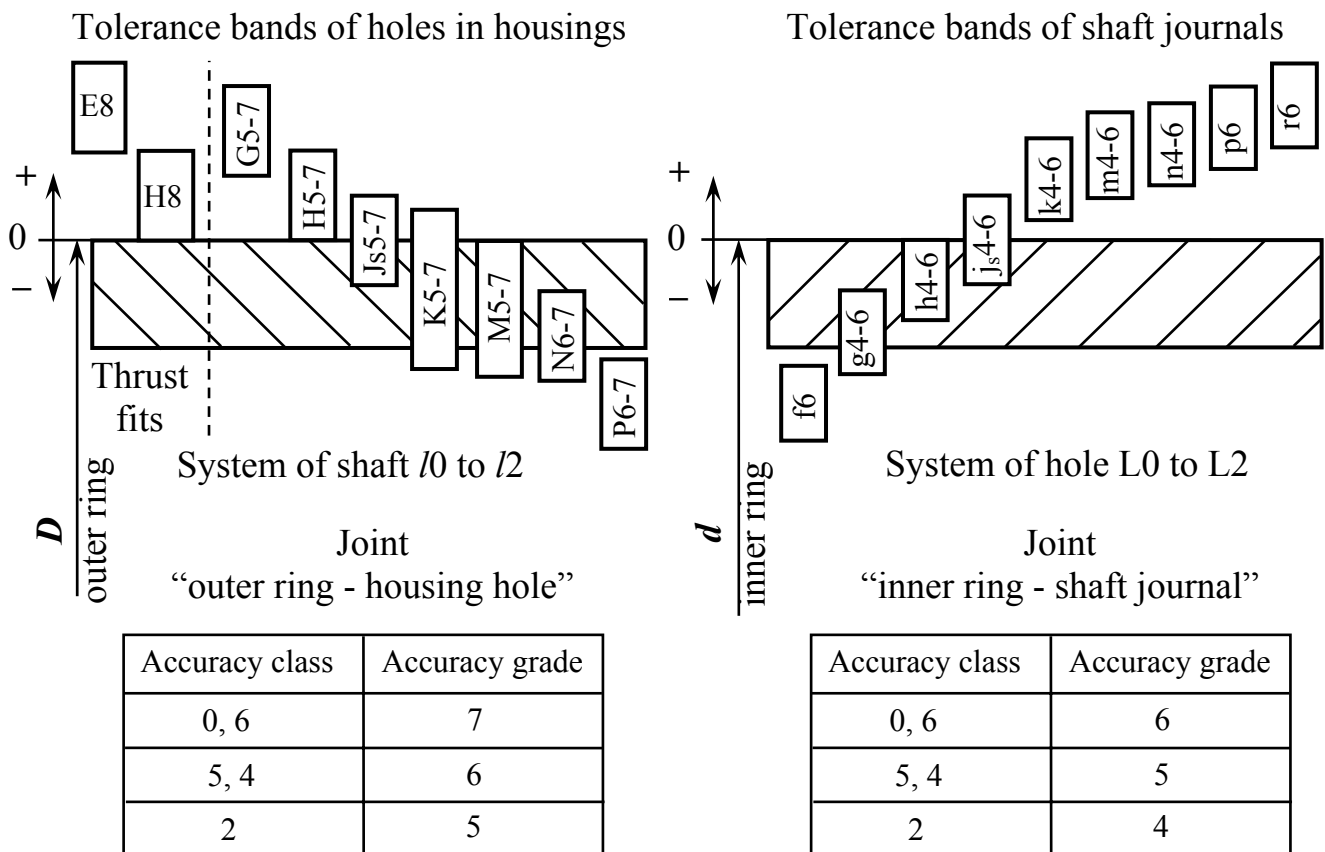 Tolerance bands of holes in housings
E8
H8
G5-7
H5-7
Js5-7
K5-7
M5-7
N6-7
P6-7
+
0
−
Thrust
fits
D
outer ring
System of shaft l0 to l2
Joint
“outer ring - housing hole”
Accuracy class Accuracy grade
0, 6 7
5, 4 6
2 5
Tolerance bands of shaft journals
f6
g4-6
h4-6
js4-6
k4-6
m4-6
n4-6
p6
r6
+
0
−
d
inner ring
System of hole L0 to L2
Joint
“inner ring - shaft journal”
Accuracy class Accuracy grade
0, 6 6
5, 4 5
2 4